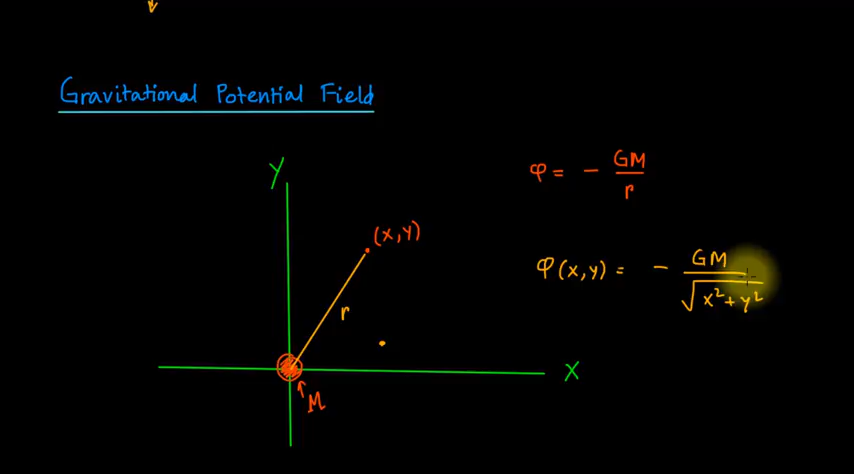 Gravitational Potential Field
Y
φ = - GM/r
(x,y)
φ(x,y) = - GM/√x²+y²
r
X
M